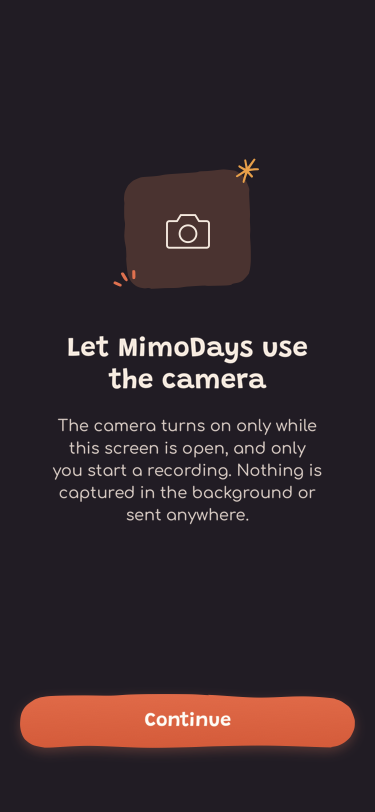 Let MimoDays use
the camera
The camera turns on only while
this screen is open, and only
you start a recording. Nothing is
captured in the background or
sent anywhere.
Continue